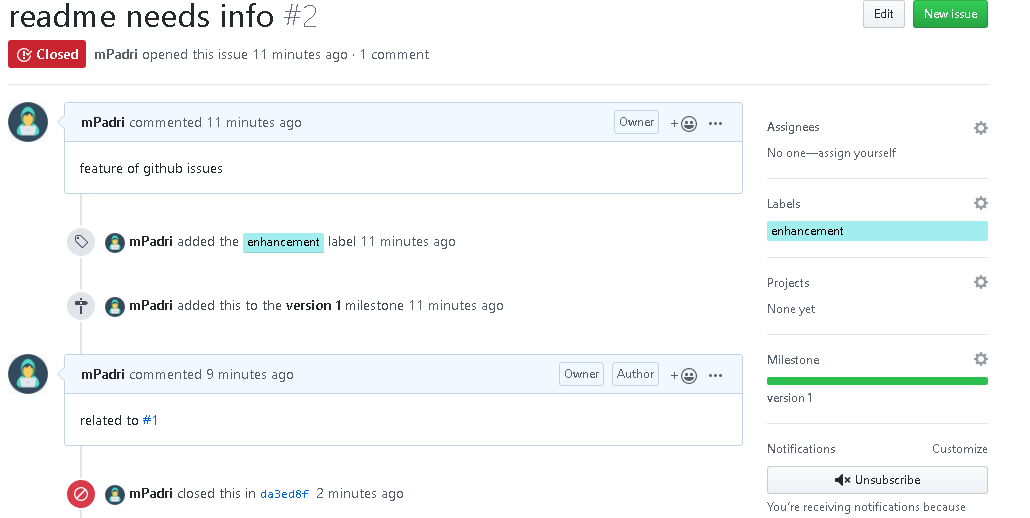 readme needs info #2
Edit
New issue
Closed
mPadri opened this issue 11 minutes ago · 1 comment
mPadri commented 11 minutes ago
Owner
+
feature of github issues
mPadri added the enhancement label 11 minutes ago
mPadri added this to the version 1 milestone 11 minutes ago
mPadri commented 9 minutes ago
Owner
Author
+
related to #1
mPadri closed this in da3ed8f 2 minutes ago
Assignees
No one—assign yourself
Labels
enhancement
Projects
None yet
Milestone
version 1
Notifications
Customize
Unsubscribe
You're receiving notifications because